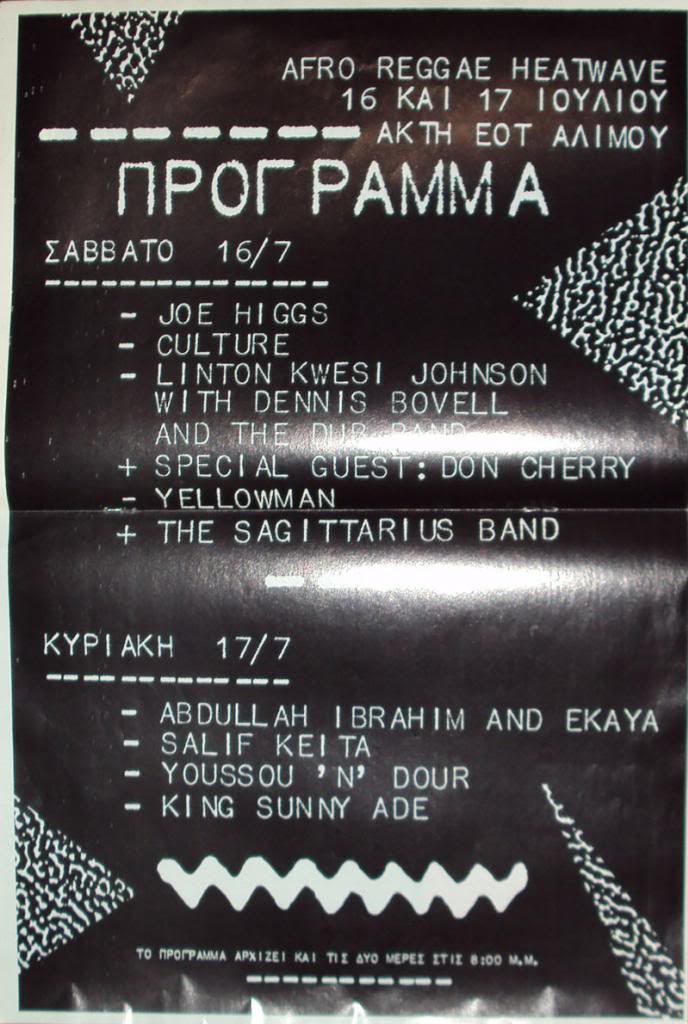 AFRO REGGAE HEATWAVE
16 ΚΑΙ 17 ΙΟΥΛΙΟΥ
ΑΚΤΗ ΕΟΤ ΑΛΙΜΟΥ
ΠΡΟΓΡΑΜΜΑ
ΣΑΒΒΑΤΟ 16/7
- JOE HIGGS
- CULTURE
- LINTON KWESI JOHNSON
WITH DENNIS BOVELL
AND THE DUB BAND
+ SPECIAL GUEST: DON CHERRY
- YELLOWMAN
+ THE SAGITTARIUS BAND
ΚΥΡΙΑΚΗ 17/7
- ABDULLAH IBRAHIM AND EKAYA
- SALIF KEITA
- YOUSSOU 'N' DOUR
- KING SUNNY ADE
ΤΟ ΠΡΟΓΡΑΜΜΑ ΑΡΧΙΖΕΙ ΚΑΙ ΤΙΣ ΔΥΟ ΜΕΡΕΣ ΣΤΙΣ 8:00 Μ.Μ.